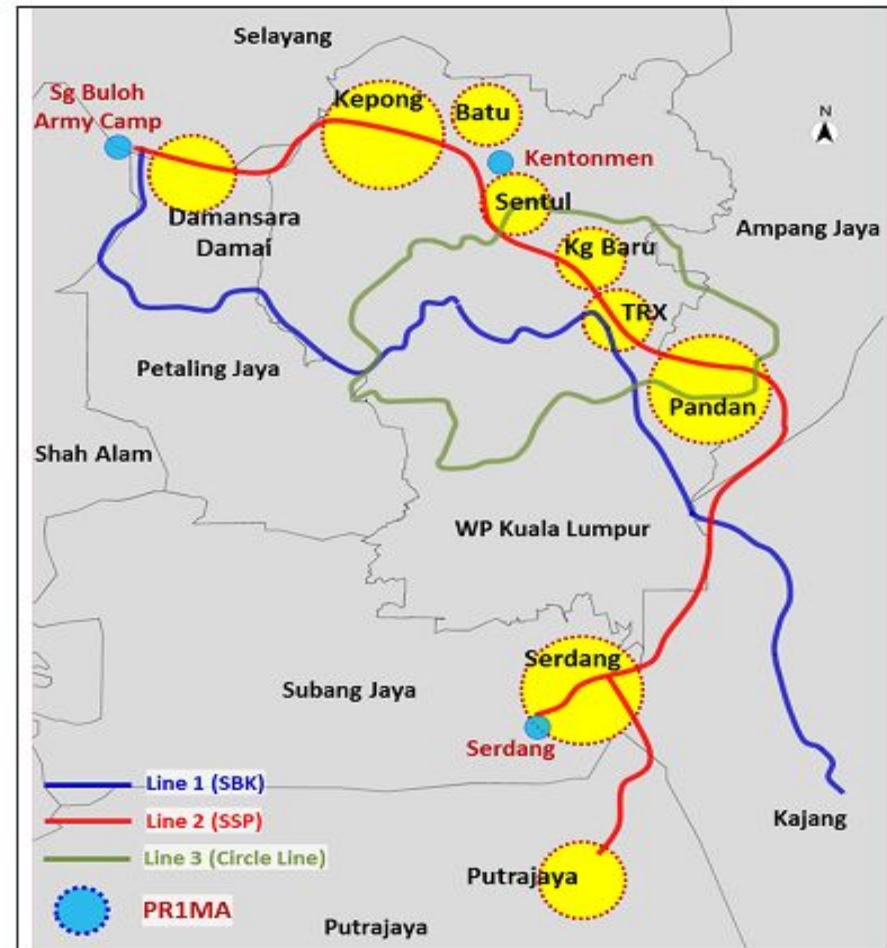 Selayang
Sg Buloh
Army Camp
Kepong
Batu
N
Kentonmen
Sentul
Damansara
Damai
Ampang Jaya
Kg Baru
TRX
Petaling Jaya
Pandan
Shah Alam
WP Kuala Lumpur
Serdang
Subang Jaya
Serdang
Line 1 (SBK)
Line 2 (SSP)
Kajang
Line 3 (Circle Line)
Putrajaya
PR1MA
Putrajaya